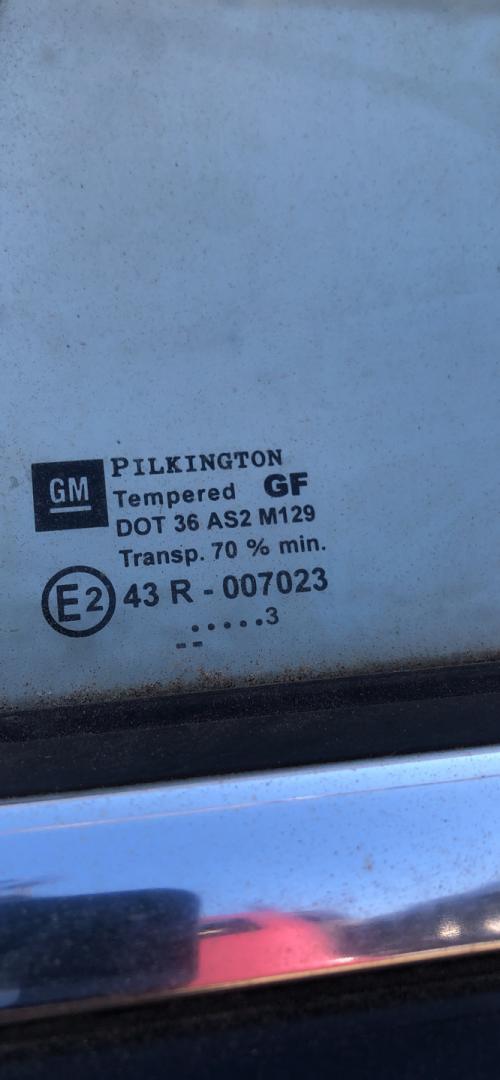 GM
PILKINGTON
Tempered GF
DOT 36 AS2 M129
Transp. 70 % min.
E2 43 R - 007023
.....3
--